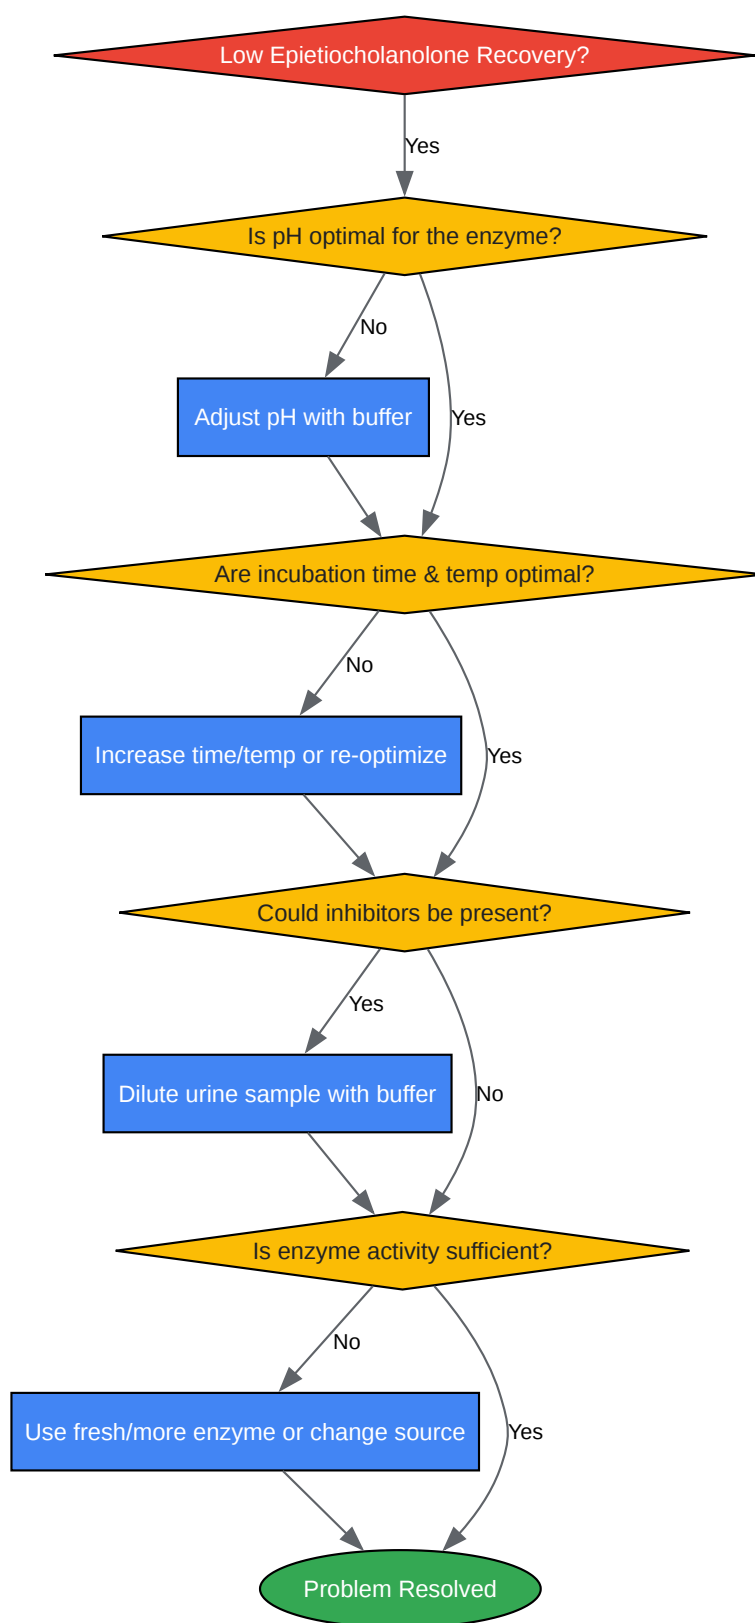 Low Epietiocholanolone Recovery?
Yes
Is pH optimal for the enzyme?
No
Adjust pH with buffer
Yes
Are incubation time & temp optimal?
No
Increase time/temp or re-optimize
Yes
Could inhibitors be present?
Yes
Dilute urine sample with buffer
No
Is enzyme activity sufficient?
No
Use fresh/more enzyme or change source
Yes
Problem Resolved